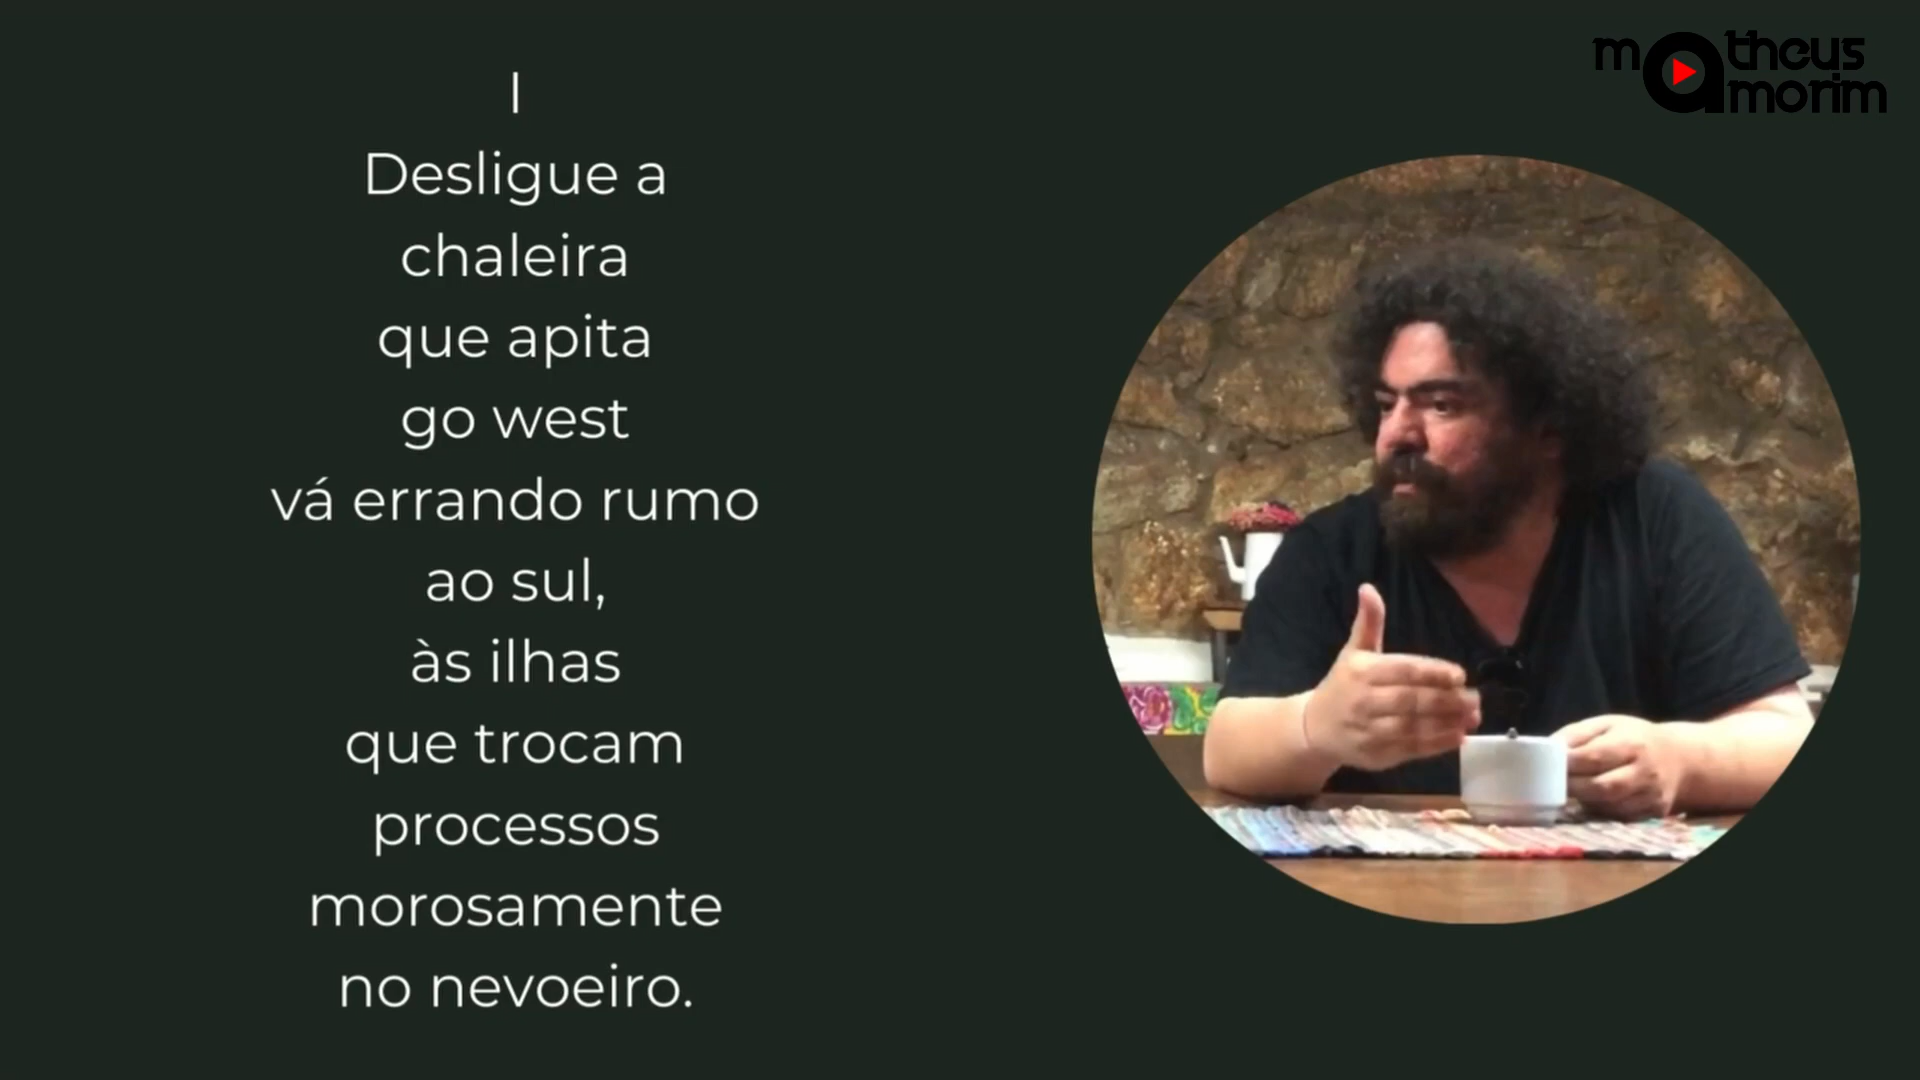 I
Desligue a
chaleira
que apita
go west
vá errando rumo
ao sul,
às ilhas
que trocam
processos
morosamente
no nevoeiro.
matheus
amorim